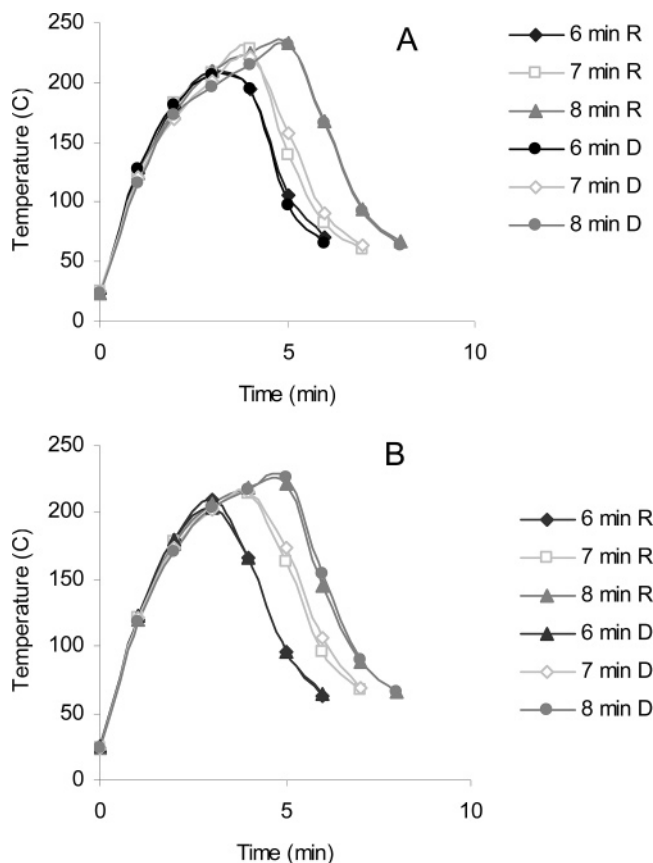 A
250
200
150
100
50
0
Temperature (C)
0 5 10
Time (min)
6 min R
7 min R
8 min R
6 min D
7 min D
8 min D
B
250
200
150
100
50
0
Temperature (C)
0 5 10
Time (min)
6 min R
7 min R
8 min R
6 min D
7 min D
8 min D